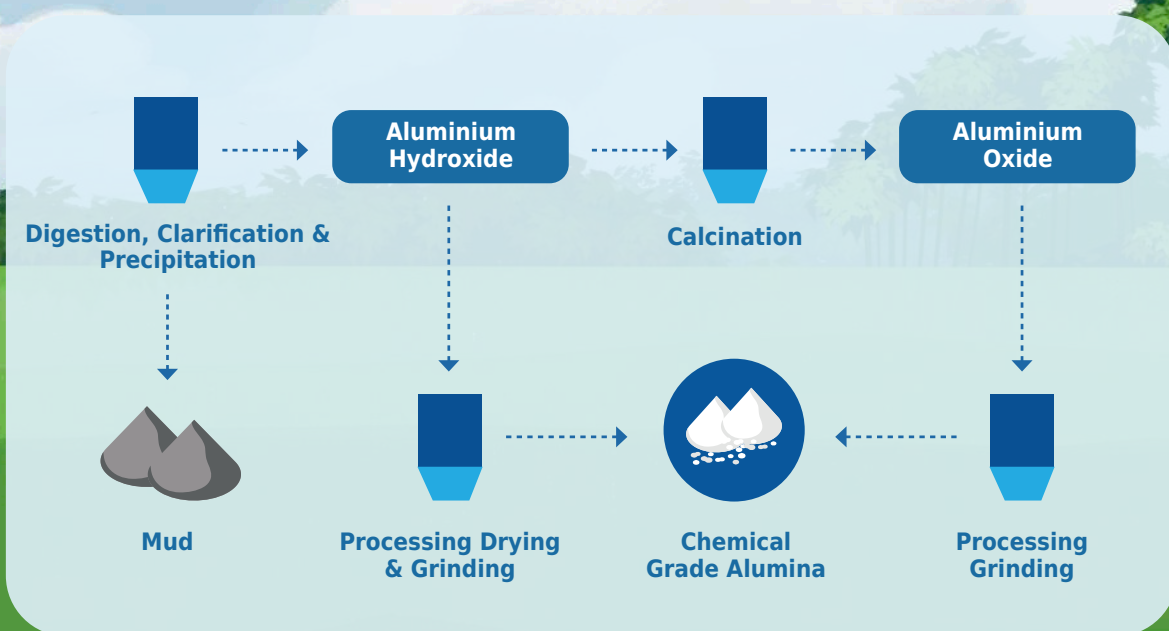 Aluminium
Hydroxide
Aluminium
Oxide
Digestion, Clarification &
Precipitation
Calcination
Mud
Processing Drying
& Grinding
Chemical
Grade Alumina
Processing
Grinding